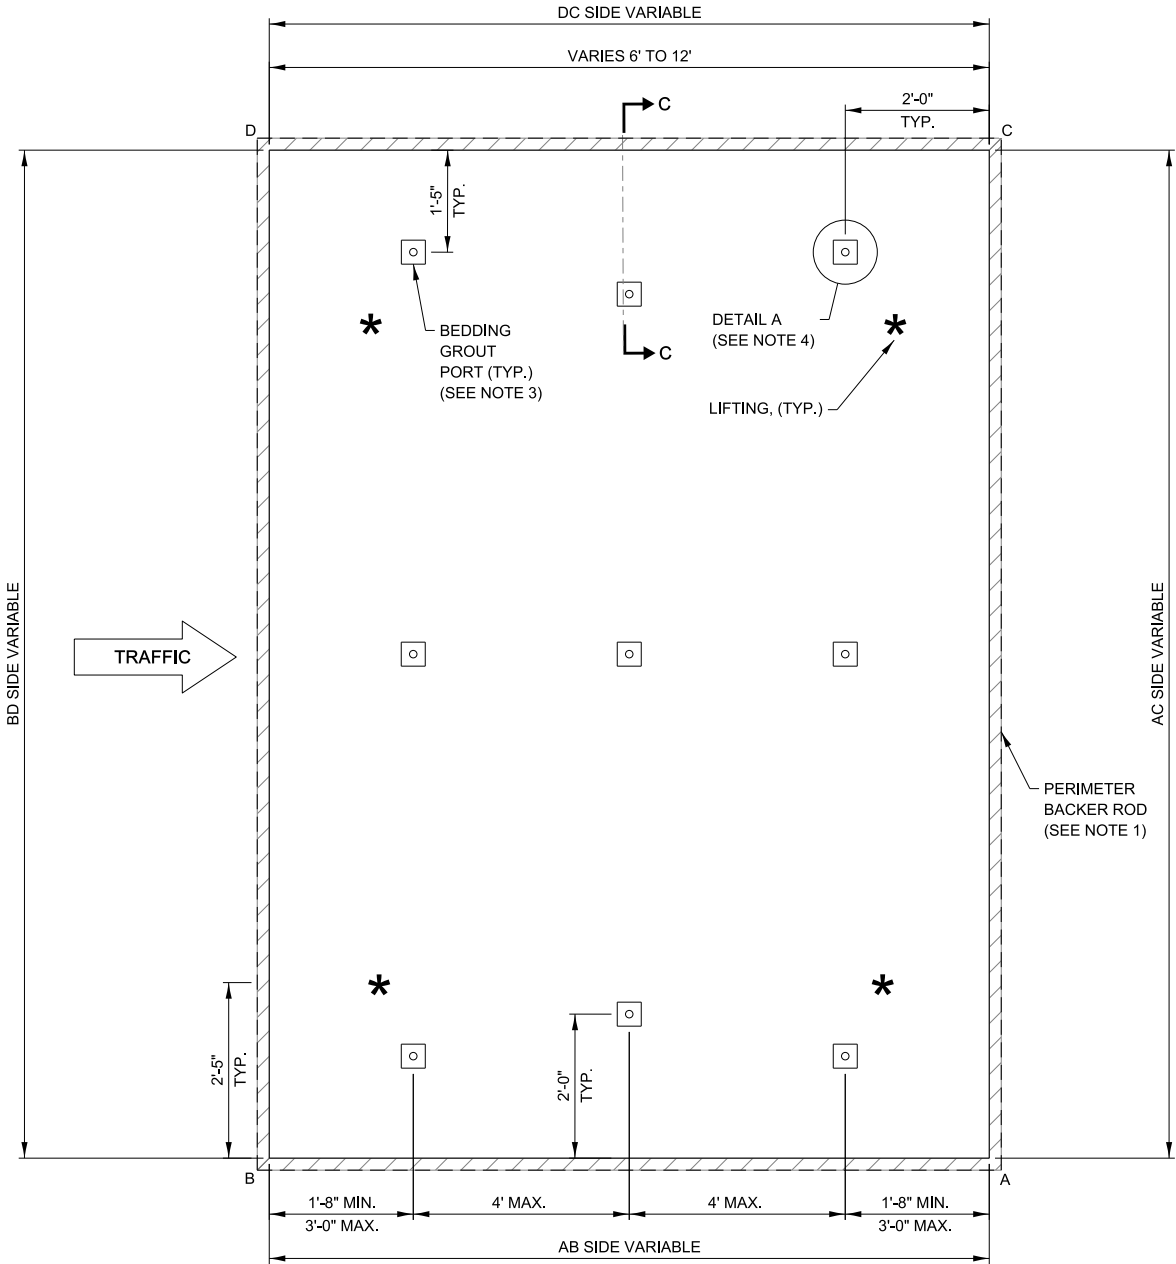 DC SIDE VARIABLE
VARIES 6' TO 12'
C
2'-0"
TYP.
D
C
1'-5"
TYP.
*
BEDDING
GROUT
PORT (TYP.)
(SEE NOTE 3)
C
DETAIL A
(SEE NOTE 4)
*
LIFTING, (TYP.)
BD SIDE VARIABLE
TRAFFIC
AC SIDE VARIABLE
PERIMETER
BACKER ROD
(SEE NOTE 1)
*
*
2'-5"
TYP.
2'-0"
TYP.
B
A
1'-8" MIN.
3'-0" MAX.
4' MAX.
4' MAX.
1'-8" MIN.
3'-0" MAX.
AB SIDE VARIABLE